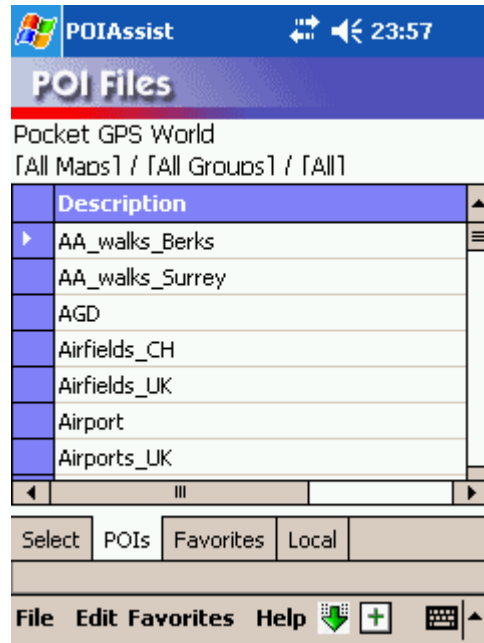 POIAssist 23:57
POI Files
Pocket GPS World
[All Maps] / [All Groups] / [All]
Description
AA_walks_Berks
AA_walks_Surrey
AGD
Airfields_CH
Airfields_UK
Airport
Airports_UK
Select POIs Favorites Local
File Edit Favorites Help